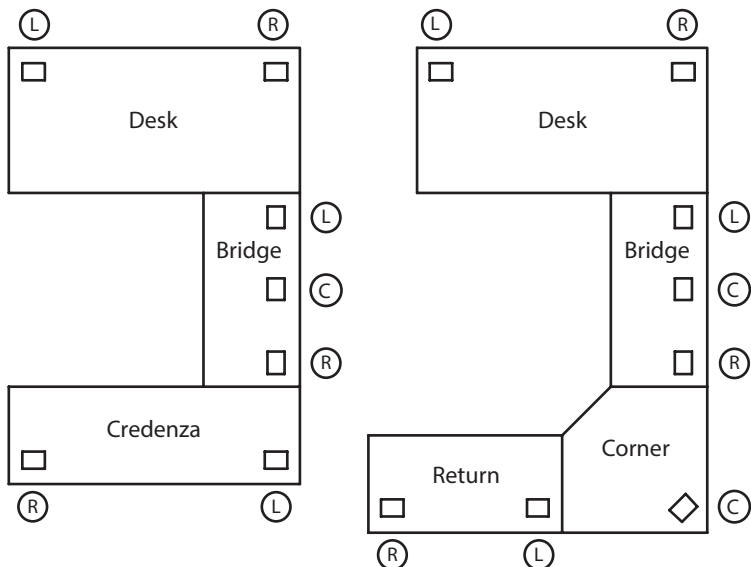 L R L R
Desk Desk
L L
Bridge Bridge
C C
R R
Credenza
Corner
Return
R L C
R L